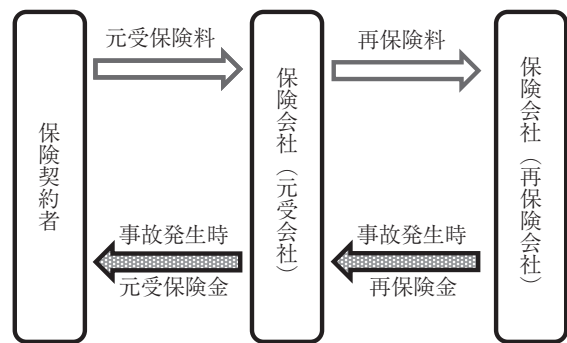 保険契約者
元受保険料
事故発生時
元受保険金
保険会社（元受会社）
再保険料
事故発生時
再保険金
保険会社（再保険会社）